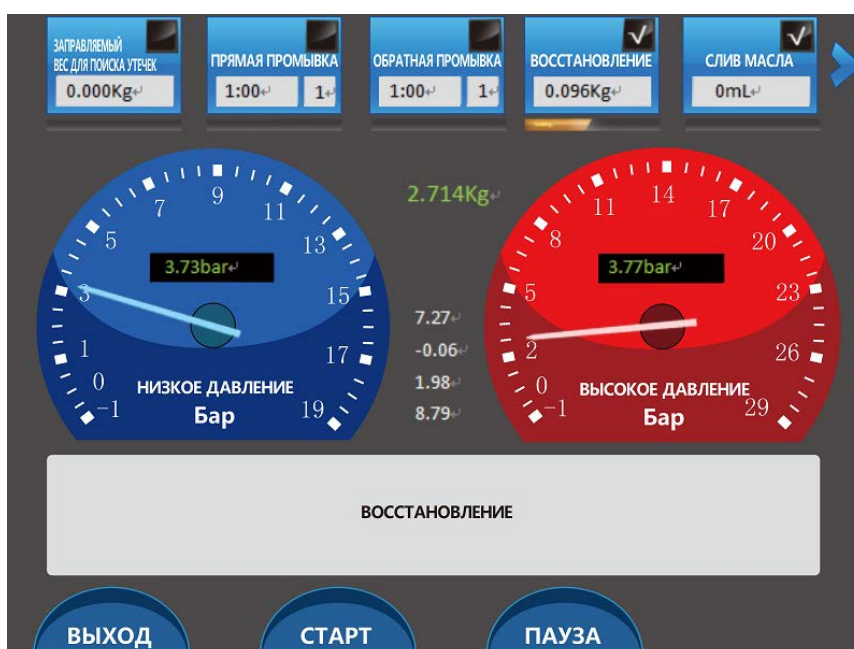 ЗАПРАВЛЯЕМЫЙ
ВЕС ДЛЯ ПОИСКА УТЕЧЕК
0.000Kg↵
ПРЯМАЯ ПРОМЫВКА
1:00↵ 1↵
ОБРАТНАЯ ПРОМЫВКА
1:00↵ 1↵
ВОССТАНОВЛЕНИЕ
0.096Kg↵
СЛИВ МАСЛА
0mL↵
-1 0 1 3 5 7 9 11 13 15 17 19
3.73bar↵
НИЗКОЕ ДАВЛЕНИЕ
Бар
2.714Kg↵
7.27↵
-0.06↵
1.98↵
8.79↵
-1 0 2 5 8 11 14 17 20 23 26 29
3.77bar↵
ВЫСОКОЕ ДАВЛЕНИЕ
Бар
ВОССТАНОВЛЕНИЕ
ВЫХОД
СТАРТ
ПАУЗА